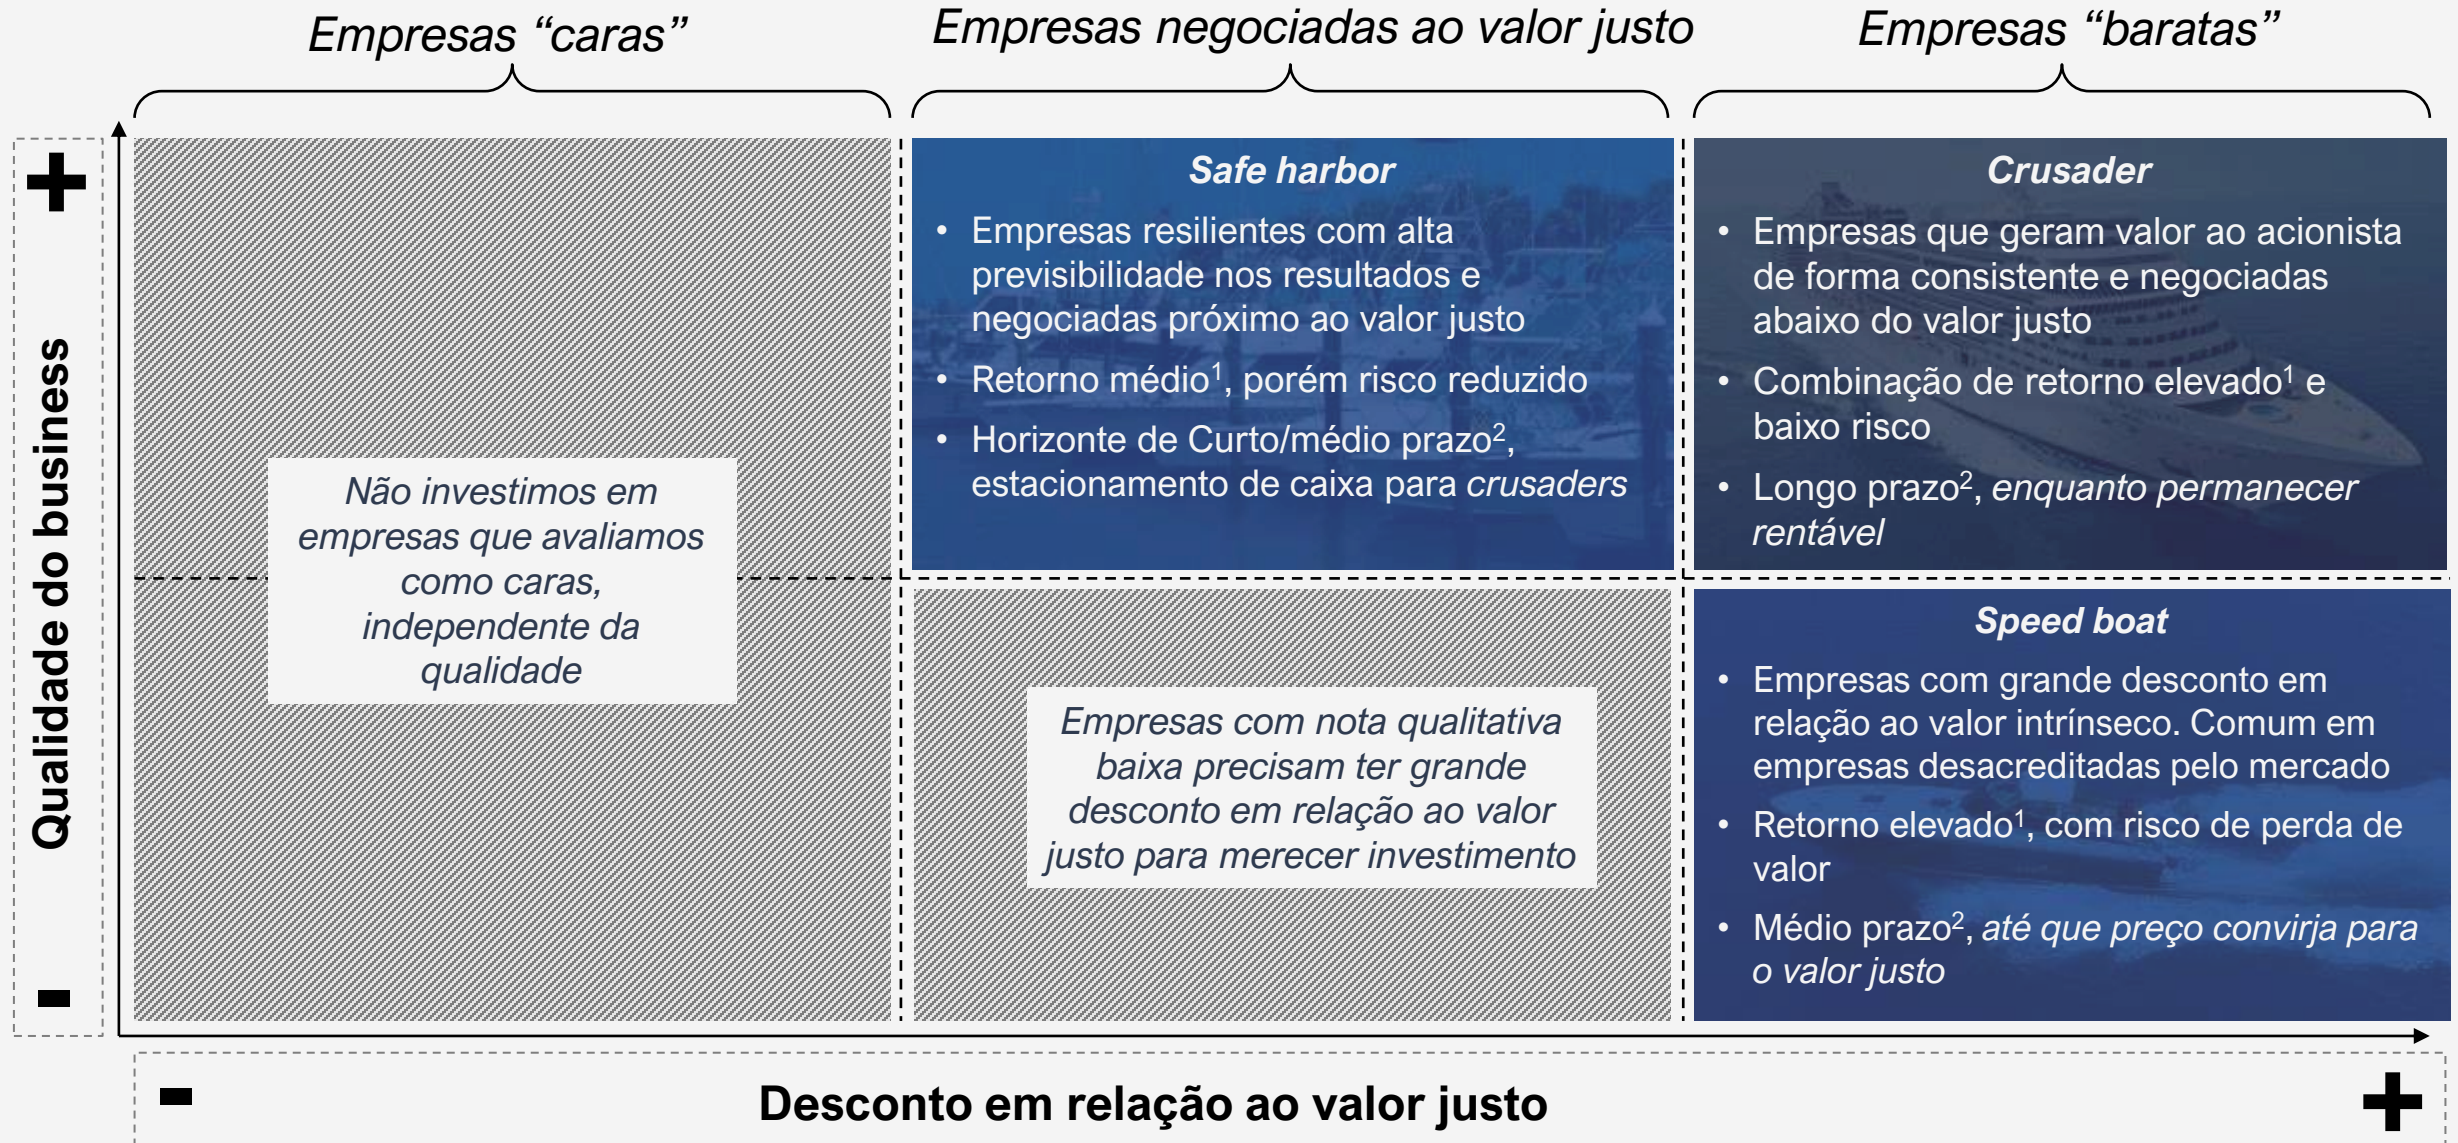 Empresas “caras”
Empresas negociadas ao valor justo
Empresas “baratas”
+
Qualidade do business
-
Não investimos em
empresas que avaliamos
como caras,
independente da
qualidade
Safe harbor
• Empresas resilientes com alta
previsibilidade nos resultados e
negociadas próximo ao valor justo
• Retorno médio¹, porém risco reduzido
• Horizonte de Curto/médio prazo²,
estacionamento de caixa para crusaders
Crusader
• Empresas que geram valor ao acionista
de forma consistente e negociadas
abaixo do valor justo
• Combinação de retorno elevado¹ e
baixo risco
• Longo prazo², enquanto permanecer
rentável
Empresas com nota qualitativa
baixa precisam ter grande
desconto em relação ao valor
justo para merecer investimento
Speed boat
• Empresas com grande desconto em
relação ao valor intrínseco. Comum em
empresas desacreditadas pelo mercado
• Retorno elevado¹, com risco de perda de
valor
• Médio prazo², até que preço convirja para
o valor justo
-
Desconto em relação ao valor justo
+